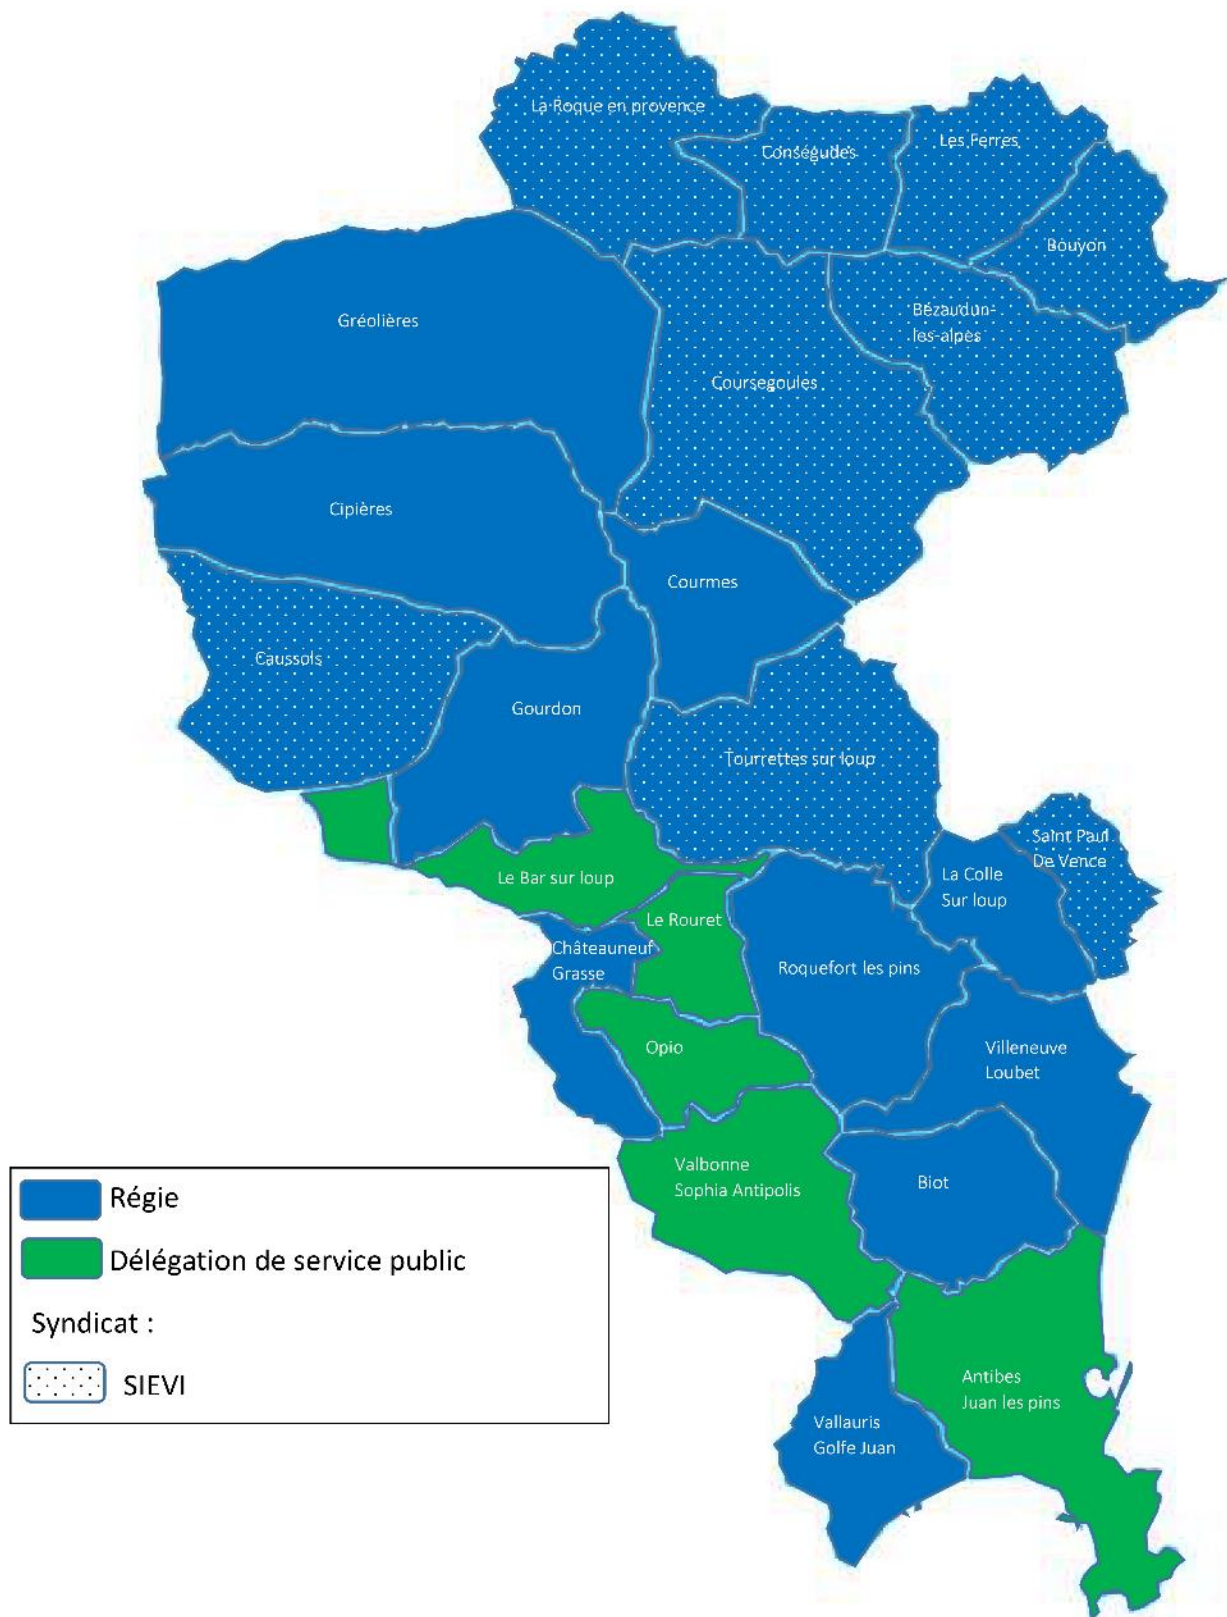 La Roque en provence
Conségudes
Les Ferres
Bouyon
Gréolières
Bézaudun-
les-alpes
Coursegoules
Cipières
Courmes
Caussols
Gourdon
Tourrettes sur loup
Saint Paul
De Vence
La Colle
Sur loup
Le Bar sur loup
Le Rouret
Châteauneuf
Grasse
Roquefort les pins
Opio
Villeneuve
Loubet
Valbonne
Sophia Antipolis
Biot
Régie
Délégation de service public
Syndicat :
SIEVI
Antibes
Juan les pins
Vallauris
Golfe Juan